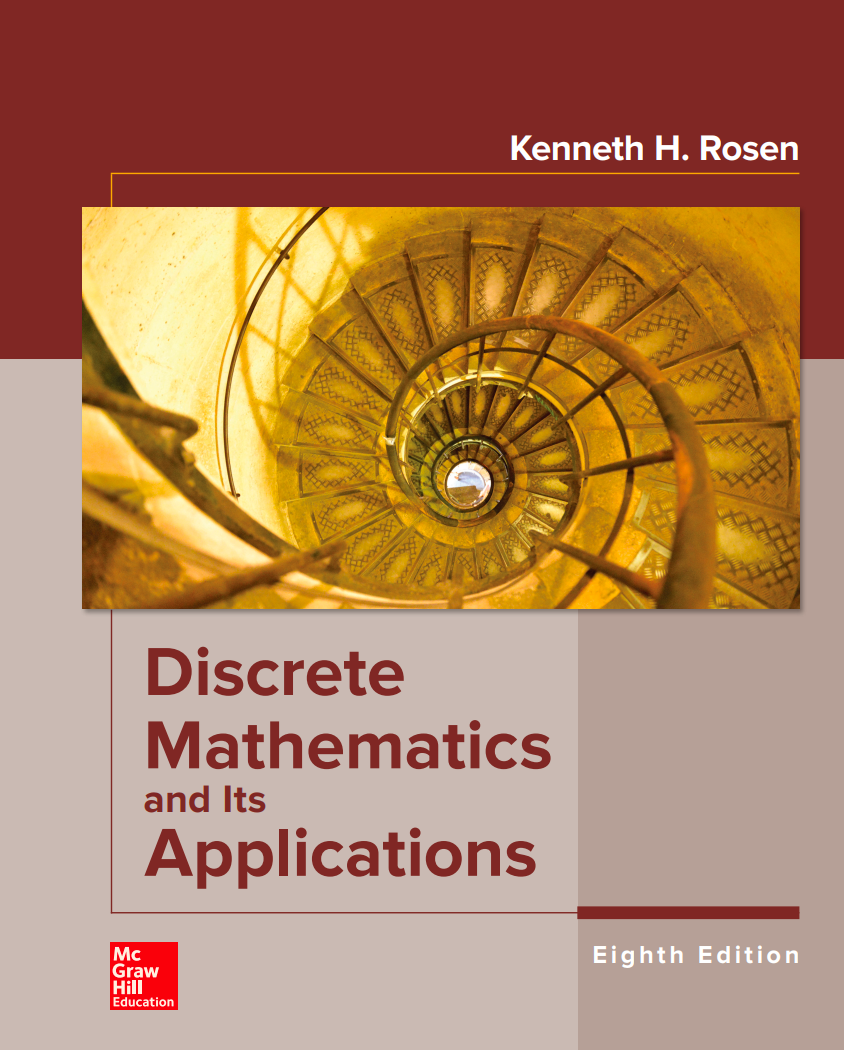 Kenneth H. Rosen
Discrete
Mathematics
and Its
Applications
Eighth Edition
Mc
Graw
Hill
Education